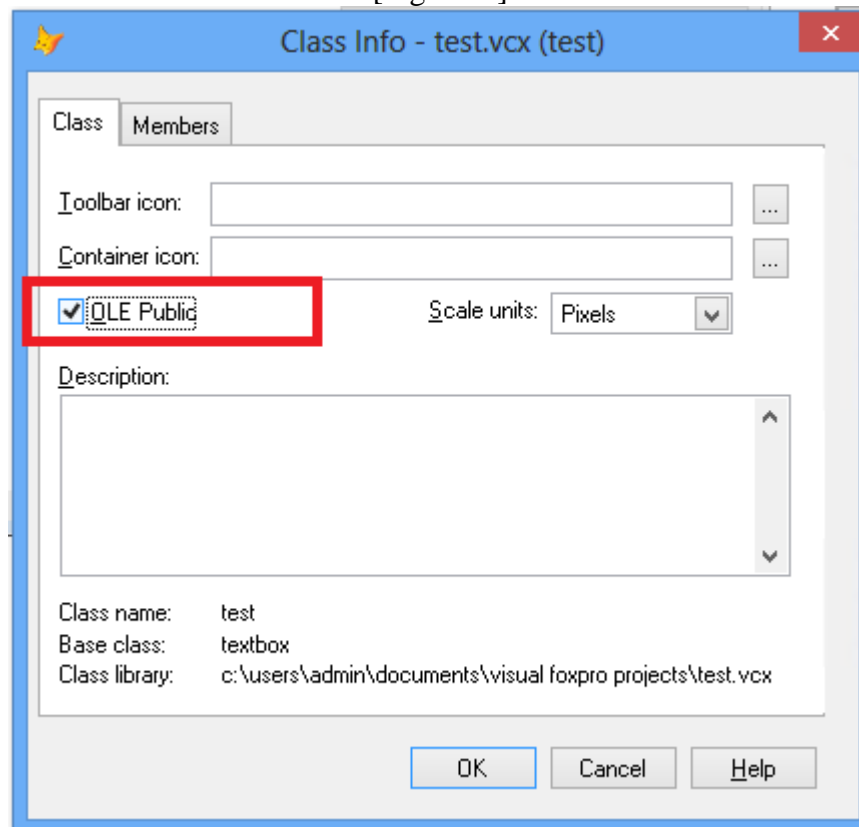 Class Info - test.vcx (test)
Class Members
Toolbar icon: ...
Container icon: ...
OLE Public Scale units: Pixels
Description:
Class name: test
Base class: textbox
Class library: c:\users\admin\documents\visual foxpro projects\test.vcx
OK Cancel Help